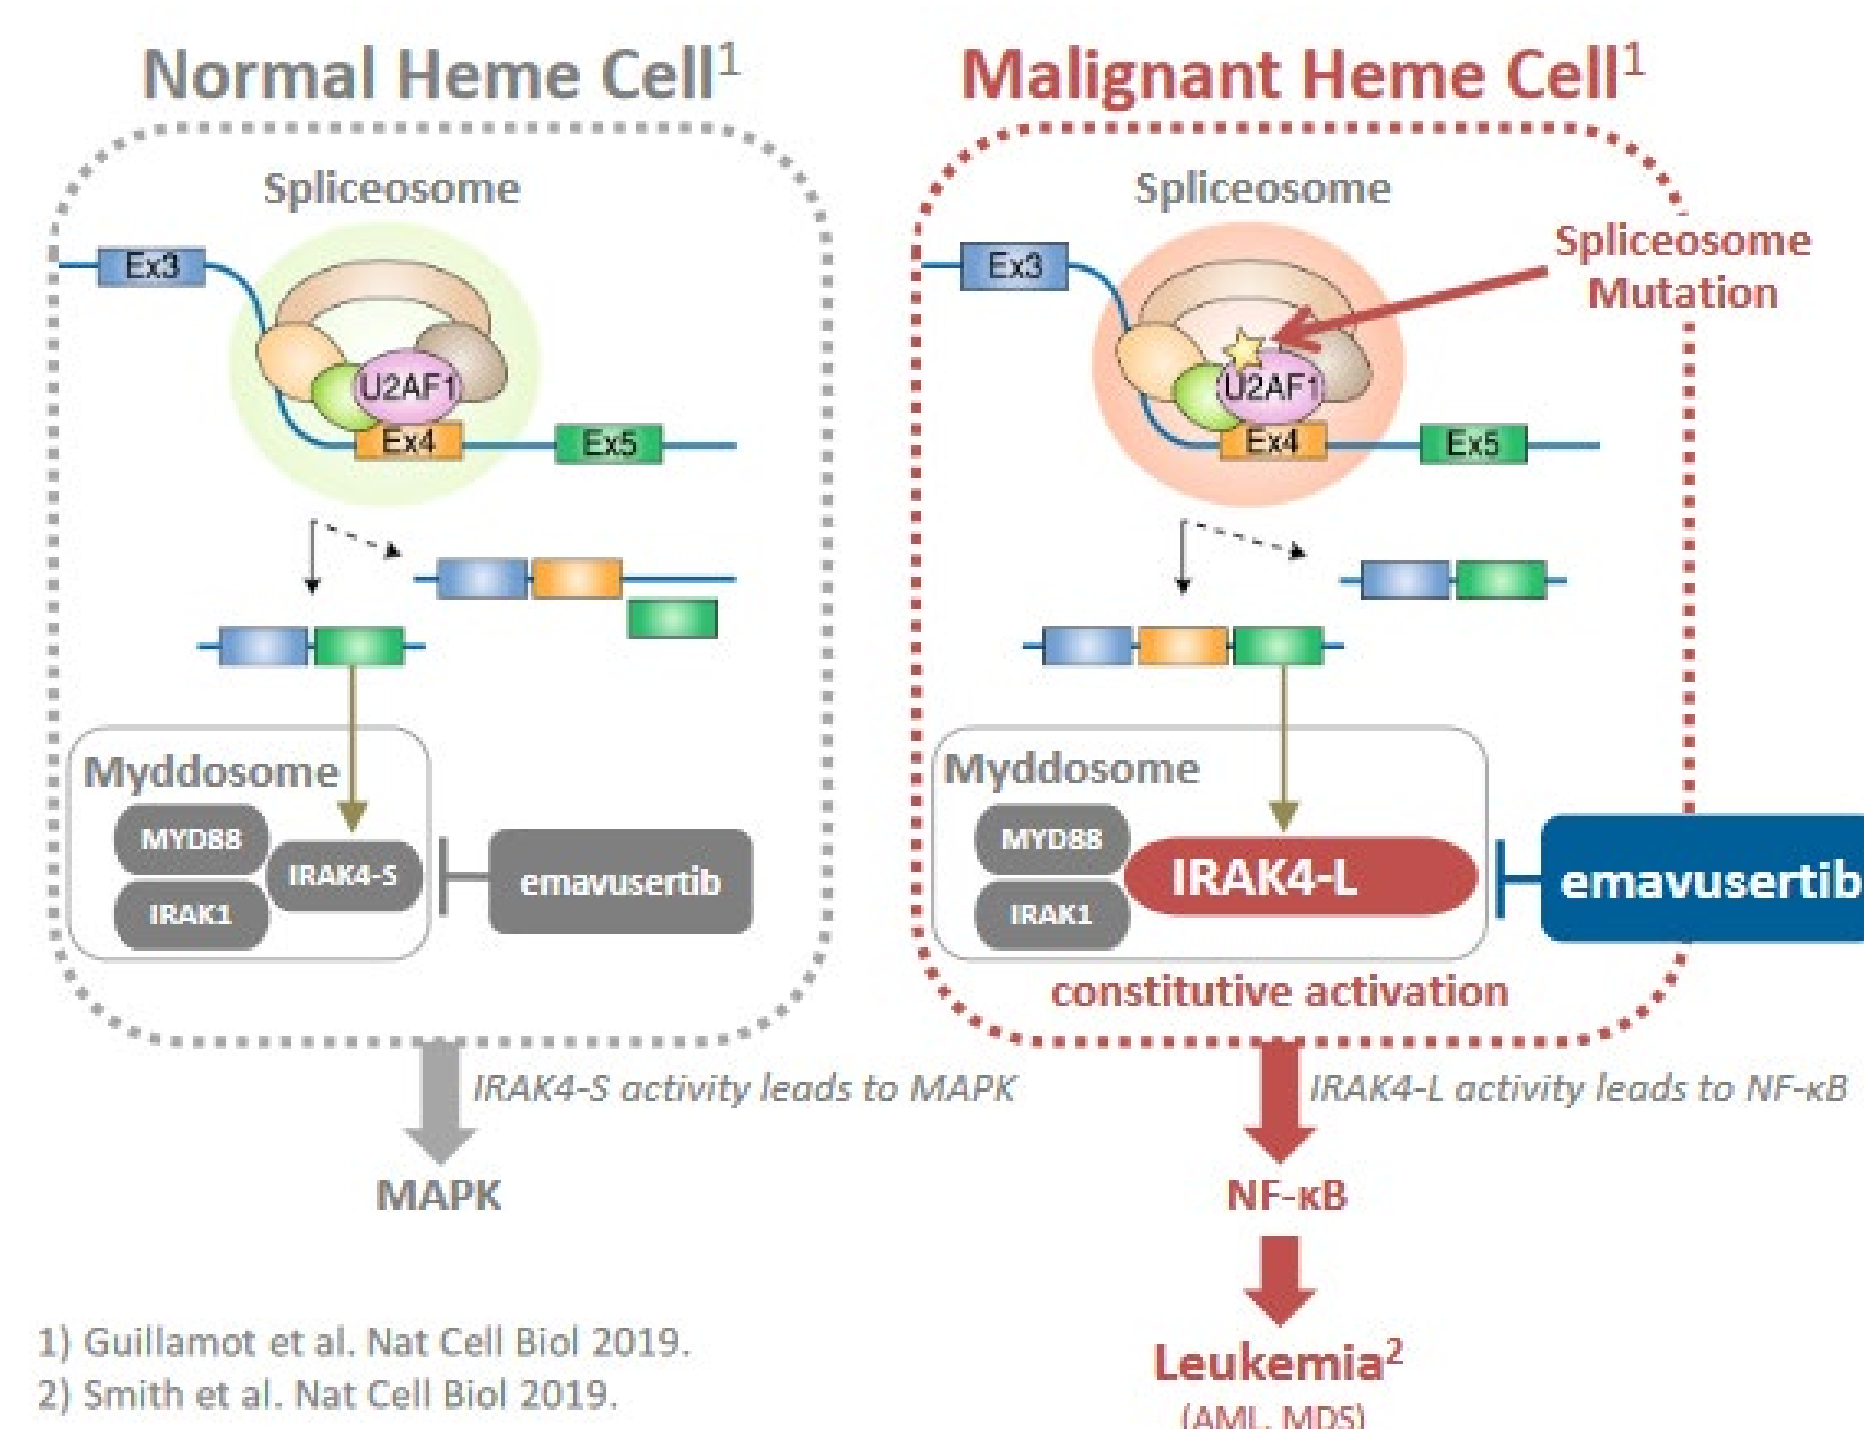 Normal Heme Cell1
Spliceosome
Ex3
U2AF1
Ex4
Ex5
Myddosome
MYD88
IRAK4-S
IRAK1
emavusertib
IRAK4-S activity leads to MAPK
MAPK
Malignant Heme Cell1
Spliceosome
Spliceosome
Mutation
Ex3
U2AF1
Ex4
Ex5
Myddosome
MYD88
IRAK4-L
IRAK1
emavusertib
constitutive activation
IRAK4-L activity leads to NF-κB
NF-κB
Leukemia2
(AML, MDS)
1) Guillamot et al. Nat Cell Biol 2019.
2) Smith et al. Nat Cell Biol 2019.